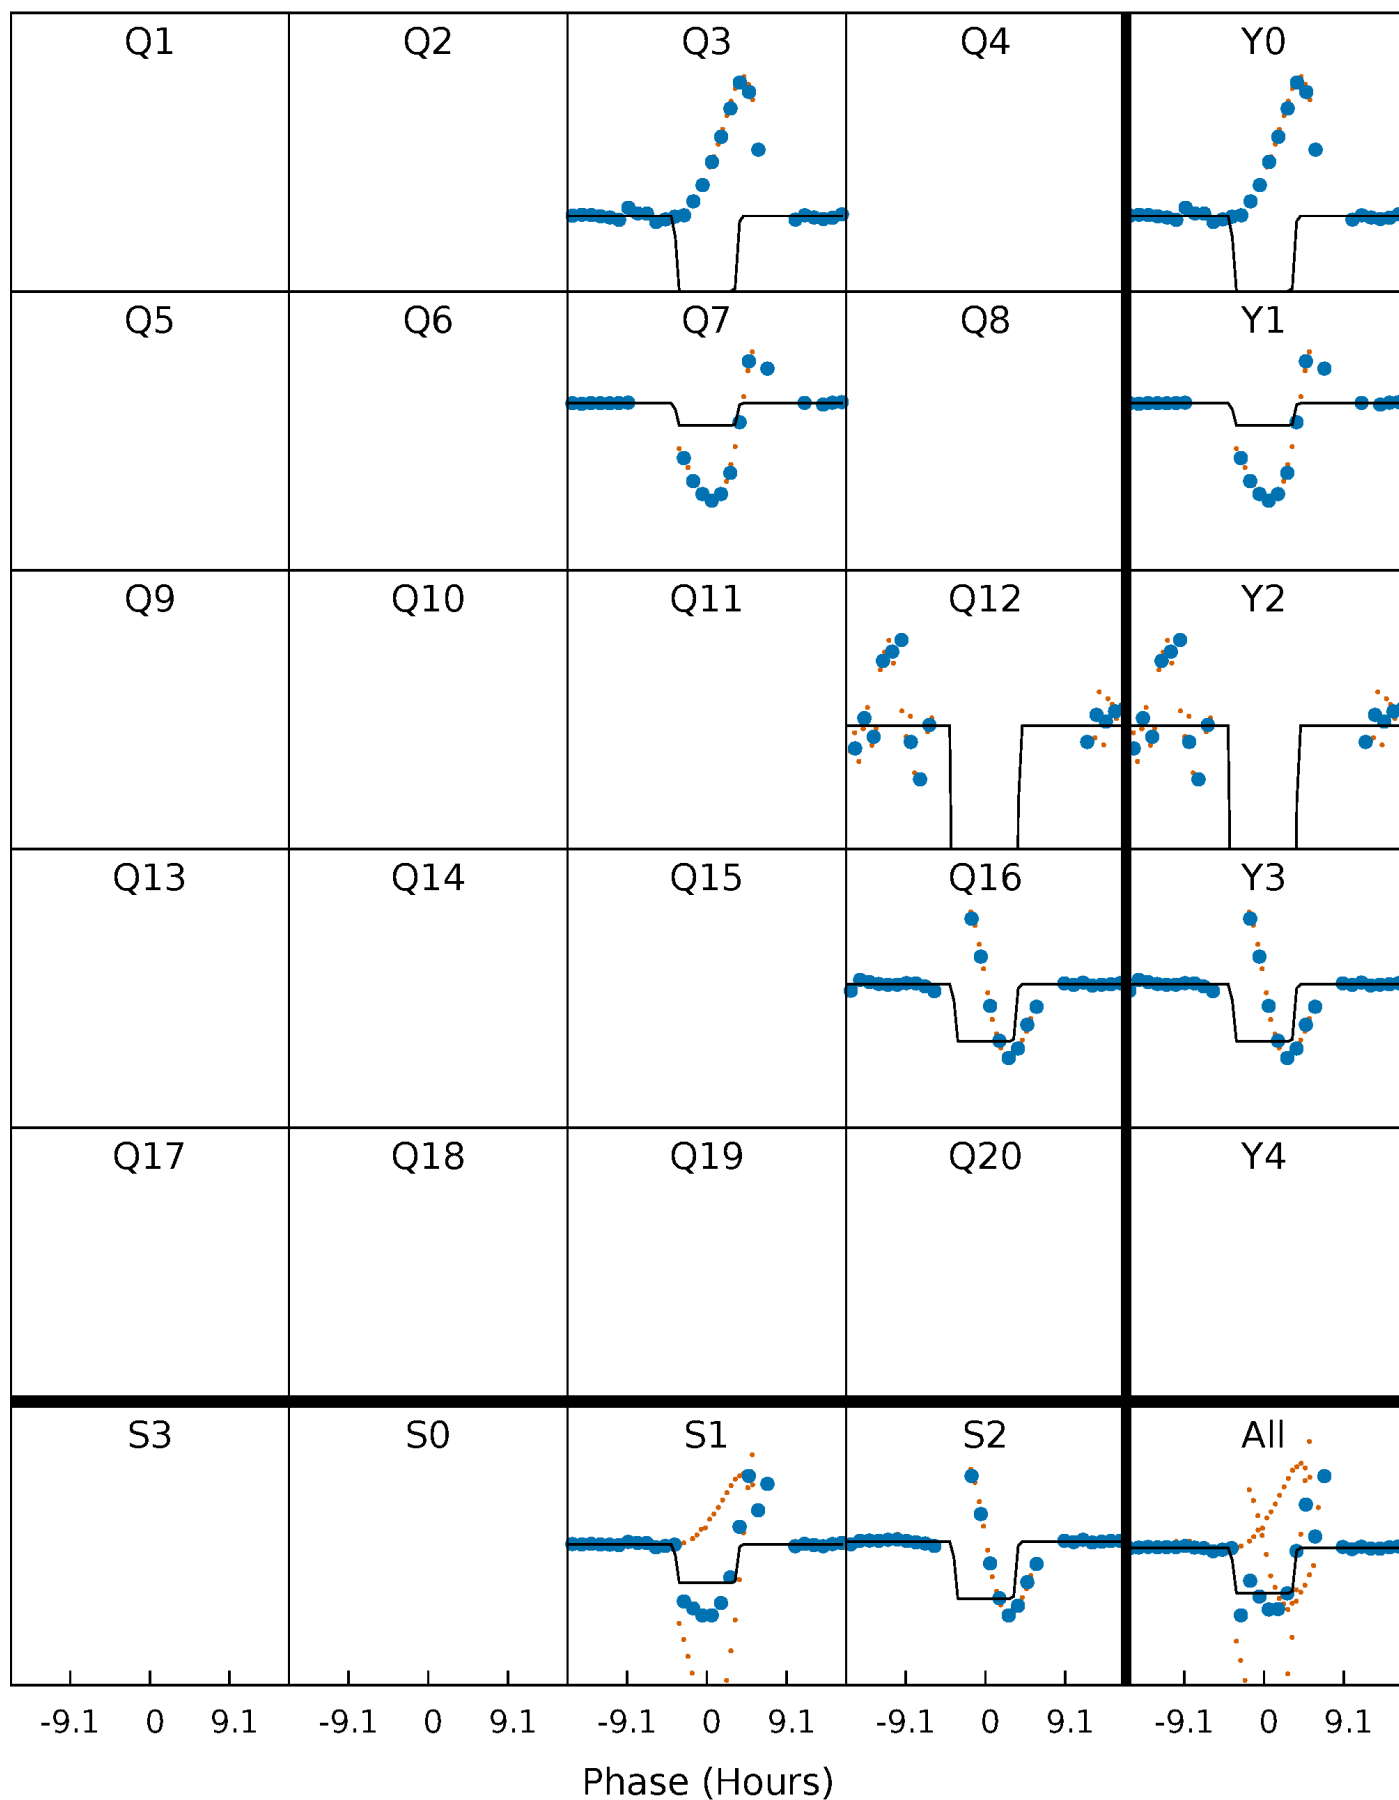 Q1 Q2 Q3 Q4 Y0
Q5 Q6 Q7 Q8 Y1
Q9 Q10 Q11 Q12 Y2
Q13 Q14 Q15 Q16 Y3
Q17 Q18 Q19 Q20 Y4
S3 S0 S1 S2 All
-9.1 0 9.1 -9.1 0 9.1 -9.1 0 9.1 -9.1 0 9.1 -9.1 0 9.1
Phase (Hours)